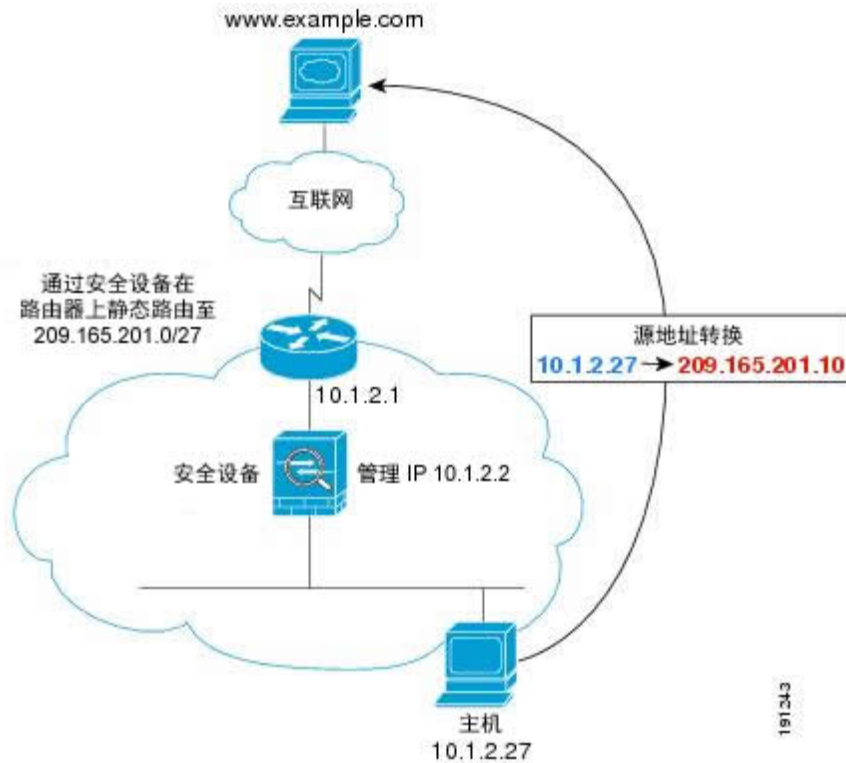 www.example.com
互联网
通过安全设备在
路由器上静态路由至
209.165.201.0/27
源地址转换
10.1.2.27 → 209.165.201.10
10.1.2.1
安全设备
管理 IP 10.1.2.2
主机
10.1.2.27
191243